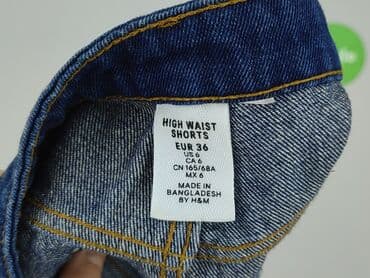 HIGH WAIST
SHORTS
EUR 36
US 6
CA 6
CN 165/68A
MX 6
MADE IN
BANGLADESH
BY H&M